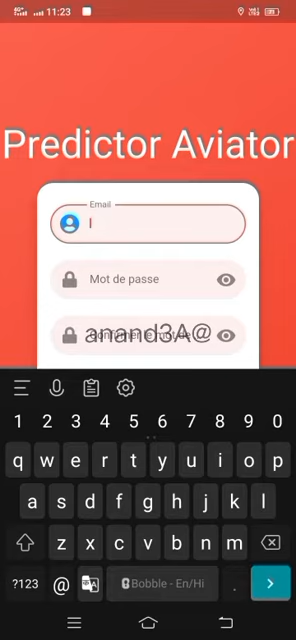 11:23
Predictor Aviator
Email
Mot de passe
anand3A@
1 2 3 4 5 6 7 8 9 0
q w e r t y u i o p
a s d f g h j k l
z x c v b n m
?123 @ Bobble - En/Hi .